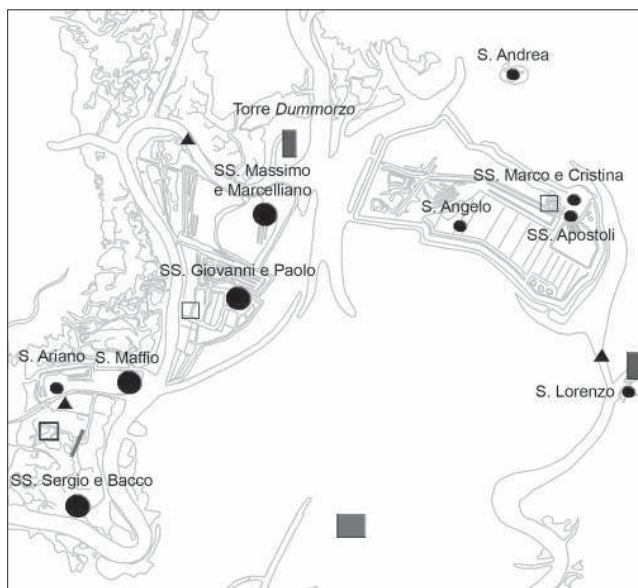 S. Andrea
Torre Dummorzo
SS. Massimo
e Marcelliano
SS. Marco e Cristina
S. Angelo
SS. Apostoli
SS. Giovanni e Paolo
S. Ariano
S. Maffio
S. Lorenzo
SS. Sergio e Bacco